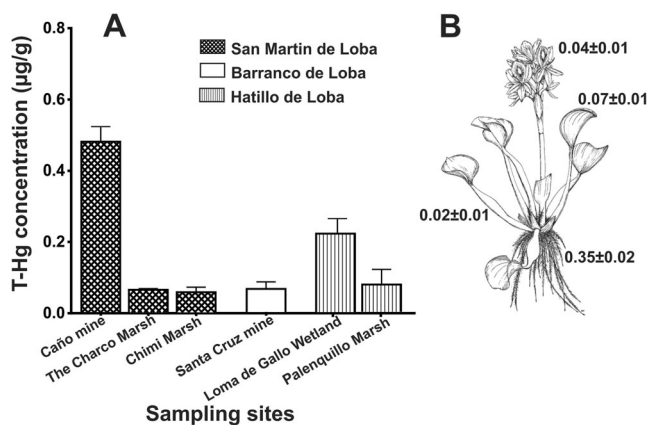 A
T-Hg concentration (µg/g)
0.8
0.6
0.4
0.2
0.0
San Martin de Loba
Barranco de Loba
Hatillo de Loba
Caño mine
The Charco Marsh
Chimi Marsh
Santa Cruz mine
Loma de Gallo Wetland
Palenquillo Marsh
Sampling sites
B
0.04±0.01
0.07±0.01
0.02±0.01
0.35±0.02